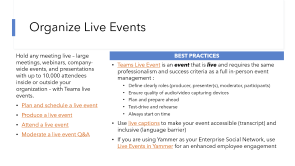 Organize Live Events
Hold any meeting live - large
meetings, webinars, company-
wide events, and presentations
with up to 10,000 attendees
inside or outside your
organization – with Teams live
events.
• Plan and schedule a live event
• Produce a live event
• Attend a live event
• Moderate a live event Q&A
BEST PRACTICES
• Teams Live Event is an event that is live and requires the same
professionalism and success criteria as a full in-person event
management :
• Define clearly roles (producer, presenter(s), moderator, participants)
• Ensure quality of audio/video capturing devices
• Plan and prepare ahead
• Test-drive and rehearse
• Always start on time
• Use live captions to make your event accessible (transcript) and
inclusive (language barrier)
• If you are using Yammer as your Enterprise Social Network, use
Live Events in Yammer for an enhanced employee engagement